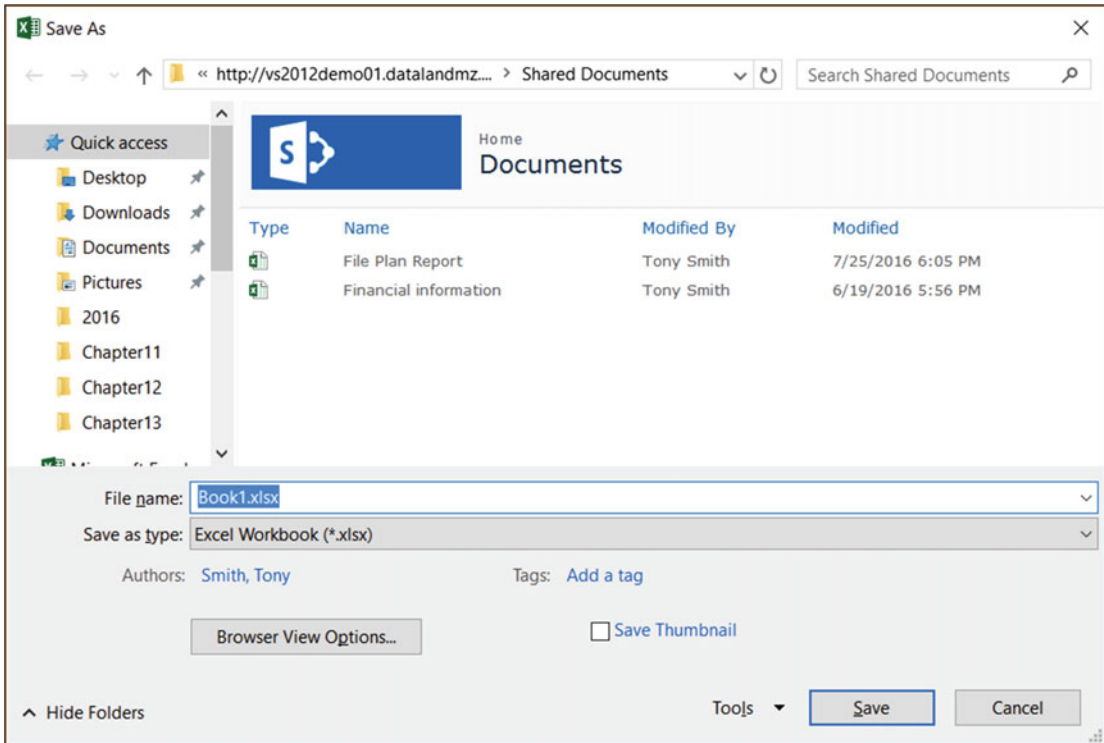 Save As
« http://vs2012demo01.datalandmz.... > Shared Documents
Search Shared Documents
Quick access
Desktop
Downloads
Documents
Pictures
2016
Chapter11
Chapter12
Chapter13
S
Home
Documents
Type Name Modified By Modified
File Plan Report Tony Smith 7/25/2016 6:05 PM
Financial information Tony Smith 6/19/2016 5:56 PM
File name: Book1.xlsx
Save as type: Excel Workbook (*.xlsx)
Authors: Smith, Tony Tags: Add a tag
Browser View Options... Save Thumbnail
Hide Folders Tools Save Cancel